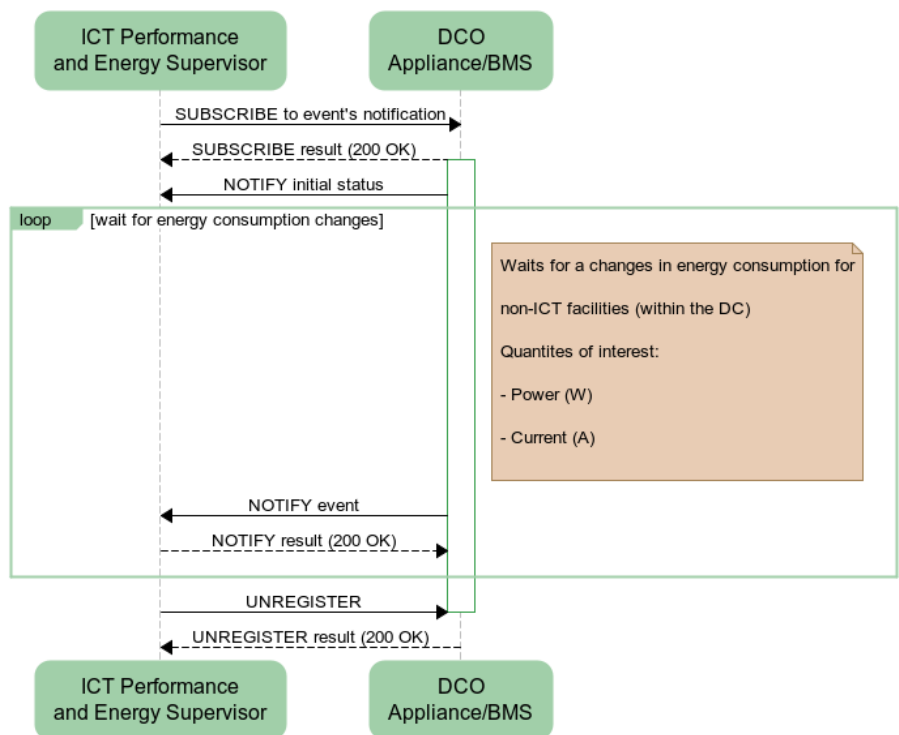 ICT Performance
and Energy Supervisor
DCO
Appliance/BMS
SUBSCRIBE to event's notification
SUBSCRIBE result (200 OK)
NOTIFY initial status
loop
[wait for energy consumption changes]
Waits for a changes in energy consumption for
non-ICT facilities (within the DC)
Quantites of interest:
- Power (W)
- Current (A)
NOTIFY event
NOTIFY result (200 OK)
UNREGISTER
UNREGISTER result (200 OK)
ICT Performance
and Energy Supervisor
DCO
Appliance/BMS